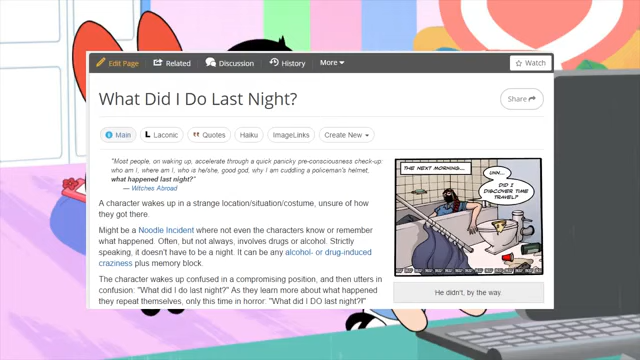 Edit Page Related Discussion History More Watch
What Did I Do Last Night? Share
Main Laconic Quotes Haiku ImageLinks Create New
"Most people, on waking up, accelerate through a quick panicky pre-consciousness check-up:
who am I, where am I, who is he/she, good god, why am I cuddling a policeman's helmet,
what happened last night?"
— Witches Abroad
A character wakes up in a strange location/situation/costume, unsure of how
they got there.
Might be a Noodle Incident where not even the characters know or remember
what happened. Often, but not always, involves drugs or alcohol. Strictly
speaking, it doesn't have to be a night. It can be any alcohol- or drug-induced
craziness plus memory block.
The character wakes up confused in a compromising position, and then utters in
confusion: "What did I do last night?" As they learn more about what happened
they repeat themselves, only this time in horror: "What did I DO last night?!"
THE NEXT MORNING...
UNN...
DID I
DISCOVER TIME
TRAVEL?
He didn't, by the way.